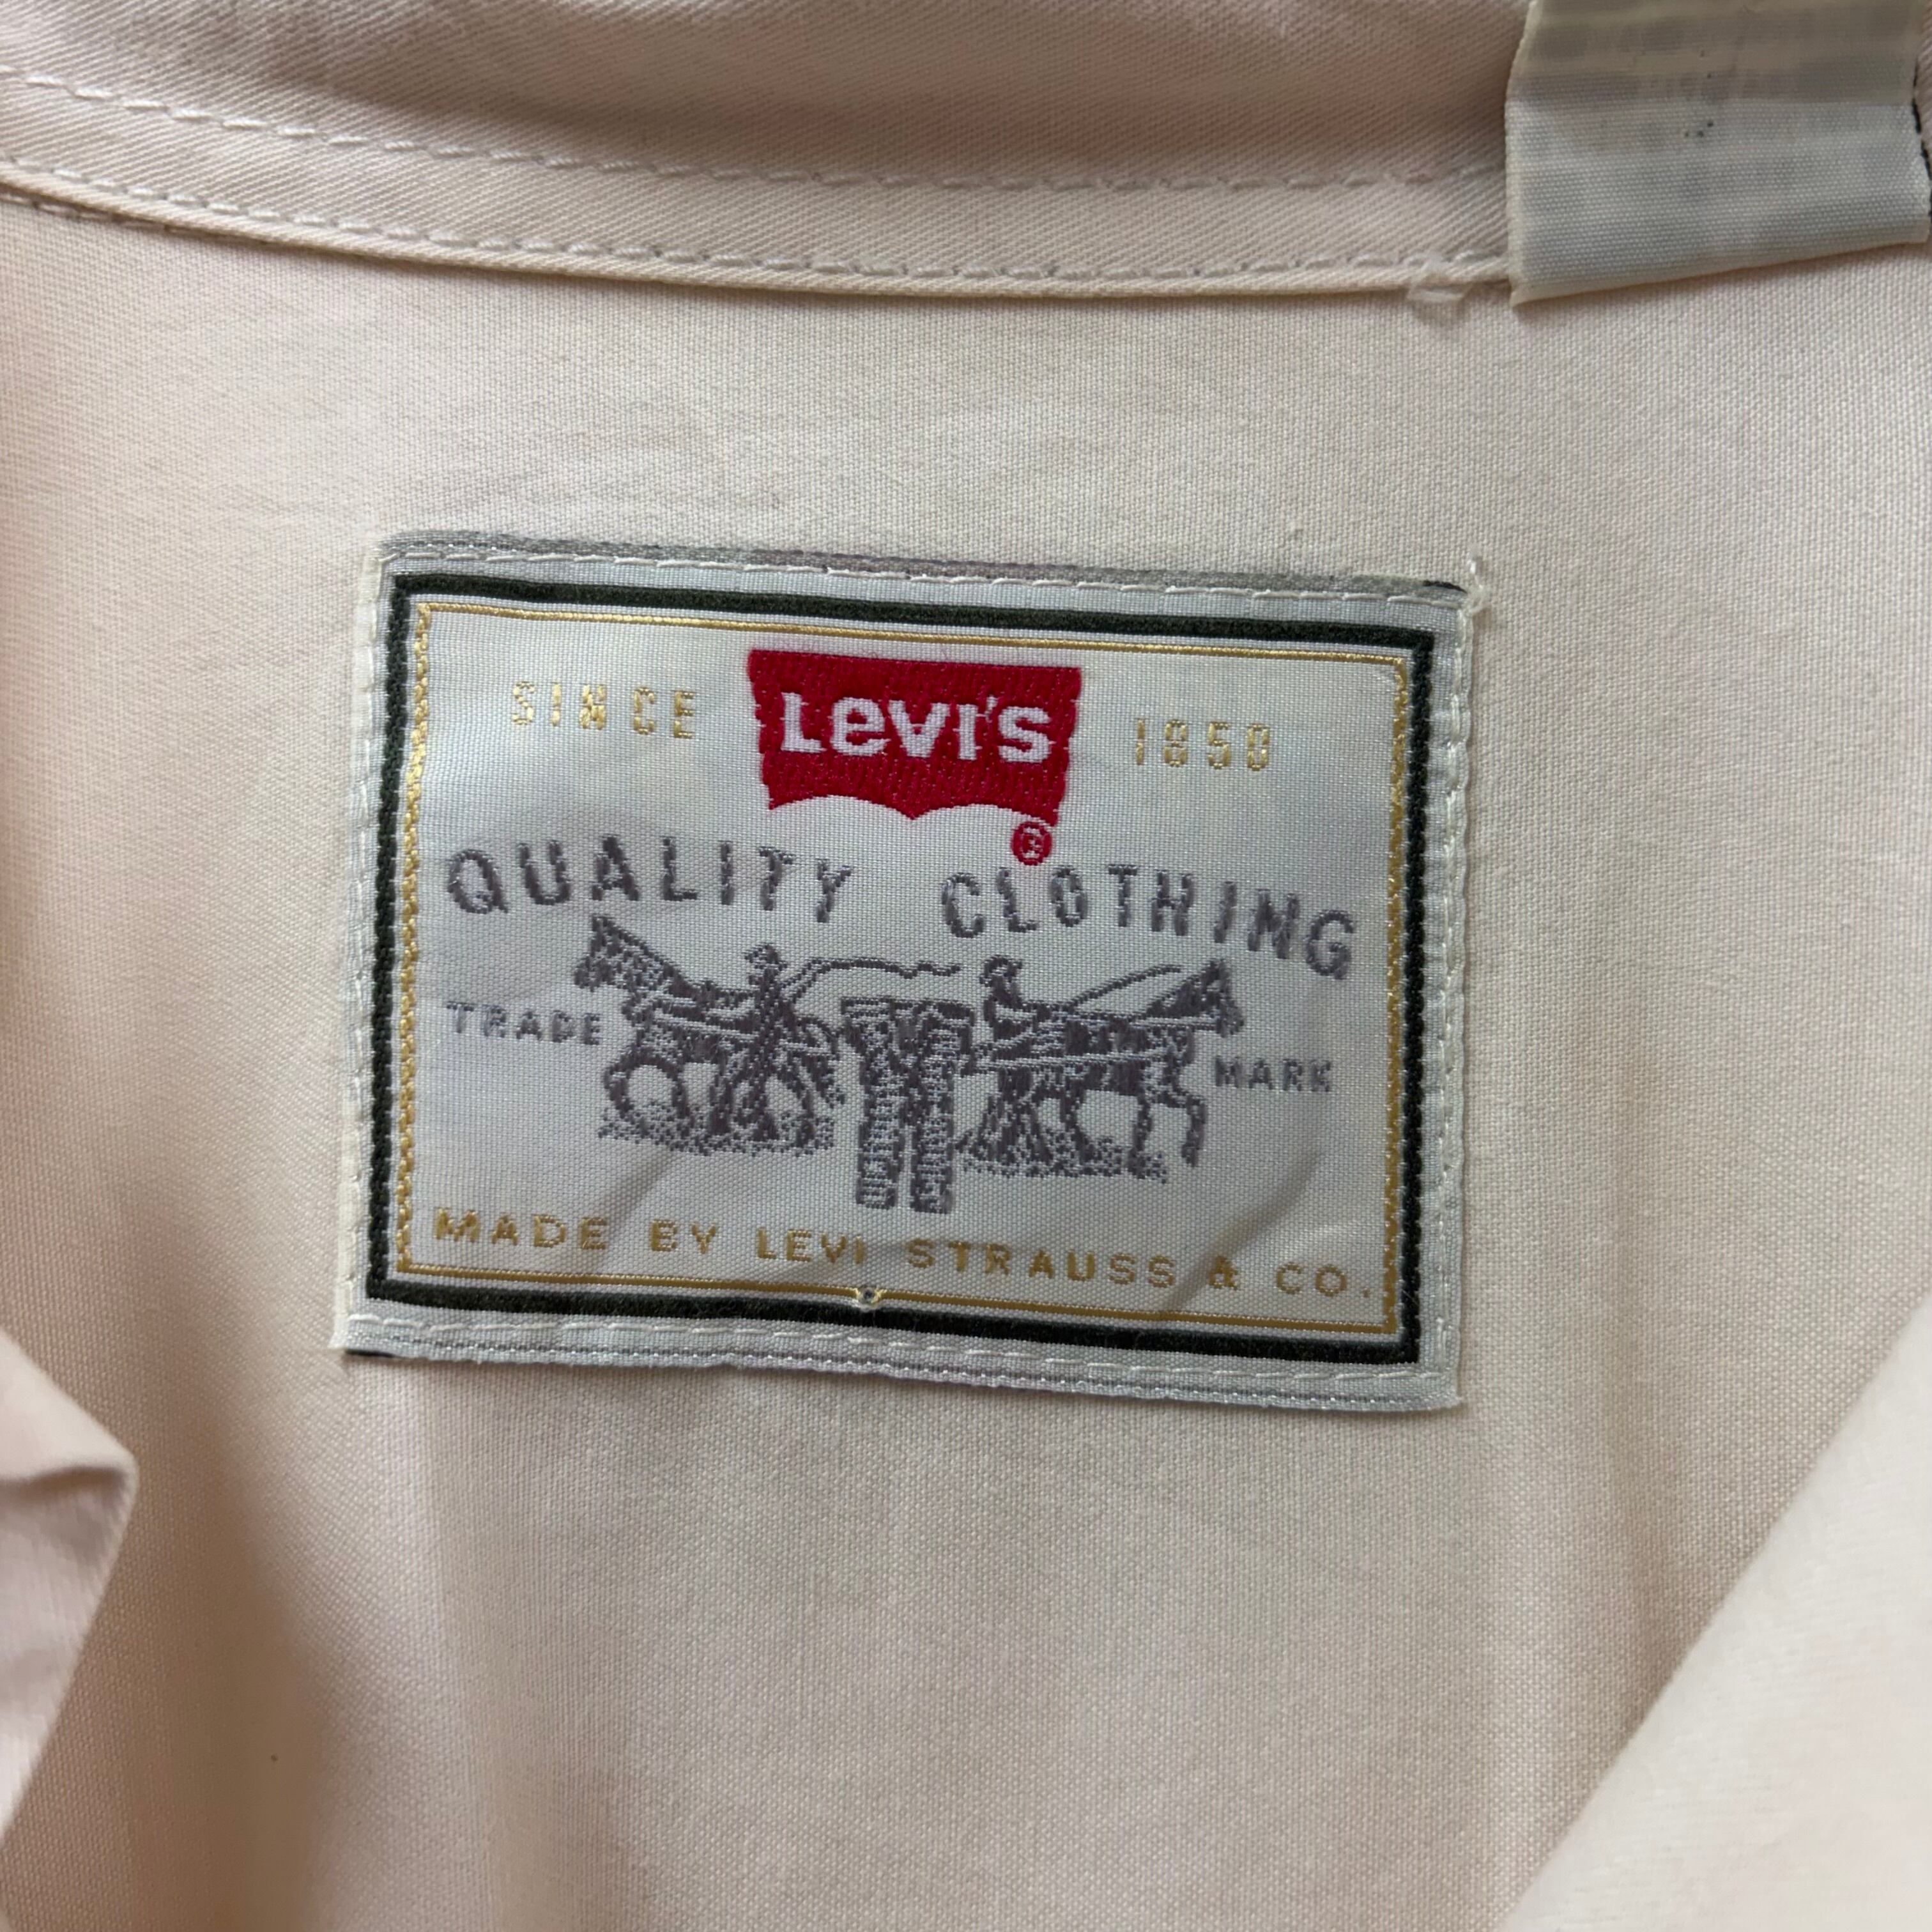 SINCE LEVI'S 1850
®
QUALITY CLOTHING
TRADE MARK
MADE BY LEVI STRAUSS & CO.